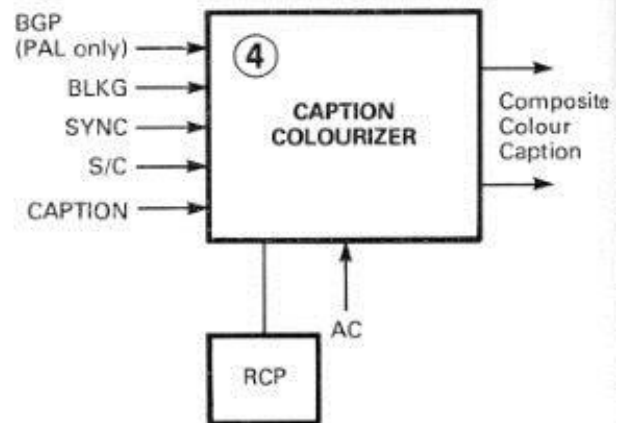 BGP
(PAL only)
BLKG
SYNC
S/C
CAPTION
4
CAPTION
COLOURIZER
Composite
Colour
Caption
AC
RCP